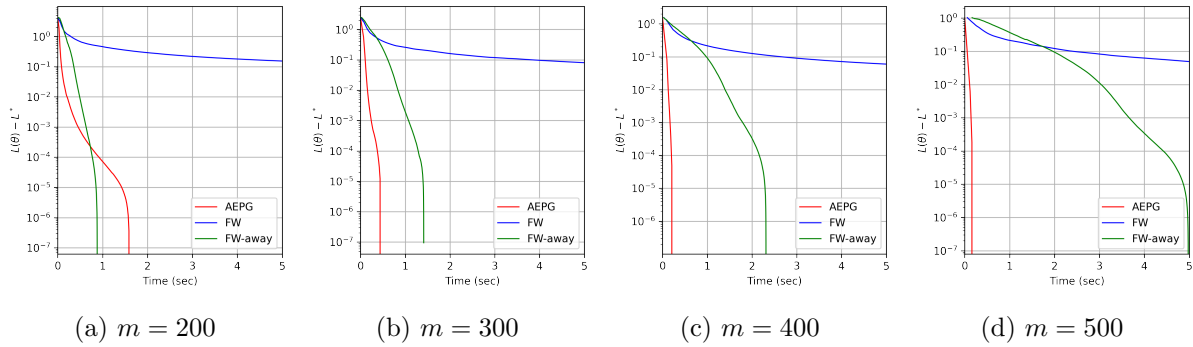 10^0
10^-1
10^-2
10^-3
10^-4
10^-5
10^-6
10^-7
L(θ) − L*
0 1 2 3 4 5
Time (sec)
AEPG
FW
FW-away
(a) m = 200
10^0
10^-1
10^-2
10^-3
10^-4
10^-5
10^-6
10^-7
L(θ) − L*
0 1 2 3 4 5
Time (sec)
AEPG
FW
FW-away
(b) m = 300
10^0
10^-1
10^-2
10^-3
10^-4
10^-5
10^-6
L(θ) − L*
0 1 2 3 4 5
Time (sec)
AEPG
FW
FW-away
(c) m = 400
10^0
10^-1
10^-2
10^-3
10^-4
10^-5
10^-6
10^-7
L(θ) − L*
0 1 2 3 4 5
Time (sec)
AEPG
FW
FW-away
(d) m = 500